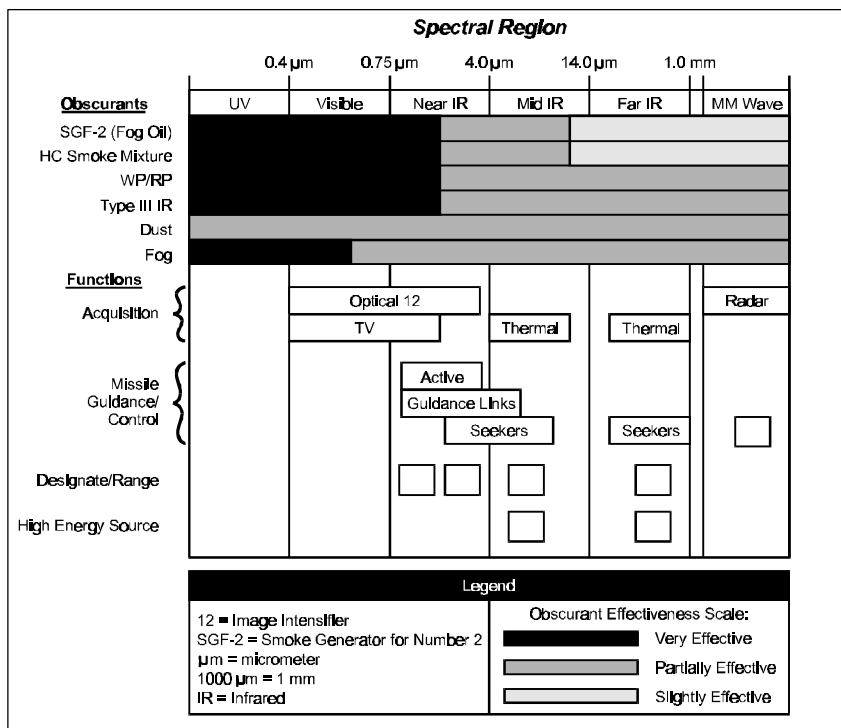 Spectral Region
0.4 µm 0.75 µm 4.0 µm 14.0 µm 1.0 mm
Obscurants UV Visible Near IR Mid IR Far IR MM Wave
SGF-2 (Fog Oil)
HC Smoke Mixture
WP/RP
Type III IR
Dust
Fog
Functions
Acquisition
Optical 12 Radar
TV Thermal Thermal
Missile
Guidance/
Control
Active
Guidance Links
Seekers Seekers
Designate/Range
High Energy Source
Legend
12 = Image Intensifier
SGF-2 = Smoke Generator for Number 2
µm = micrometer
1000 µm = 1 mm
IR = Infrared
Obscurant Effectiveness Scale:
Very Effective
Partially Effective
Slightly Effective